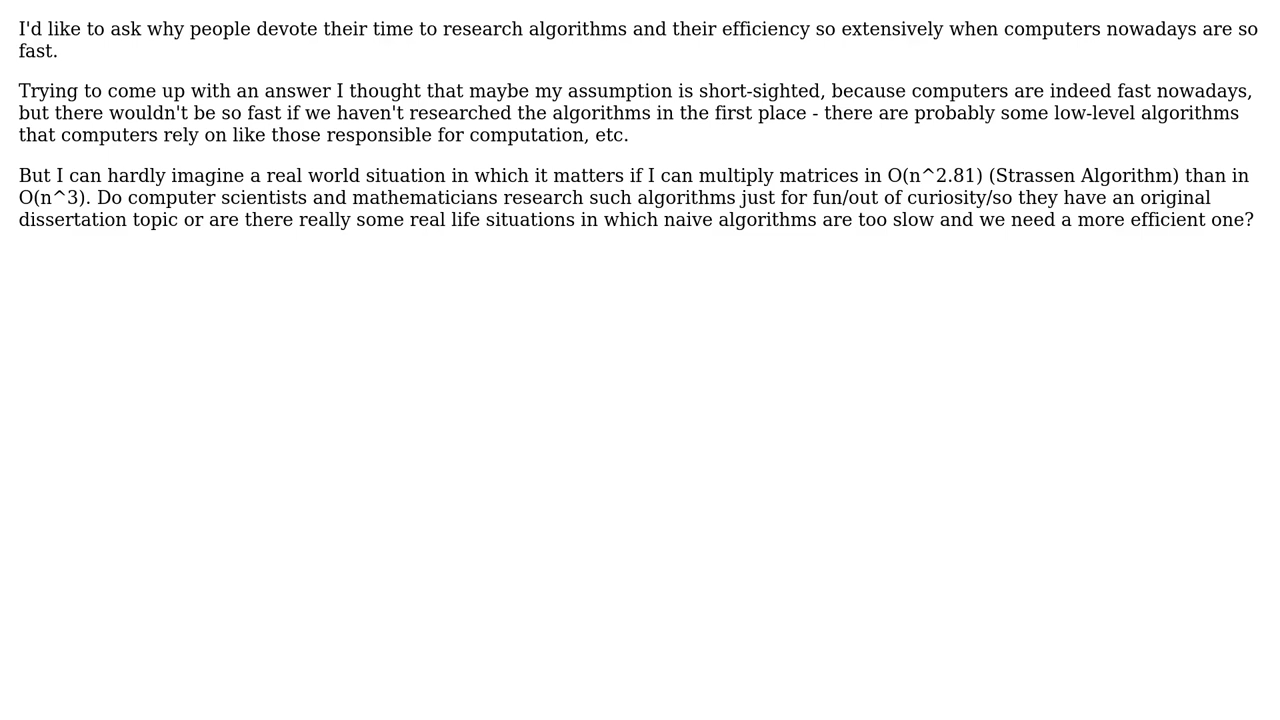 I'd like to ask why people devote their time to research algorithms and their efficiency so extensively when computers nowadays are so
fast.
Trying to come up with an answer I thought that maybe my assumption is short-sighted, because computers are indeed fast nowadays,
but there wouldn't be so fast if we haven't researched the algorithms in the first place - there are probably some low-level algorithms
that computers rely on like those responsible for computation, etc.
But I can hardly imagine a real world situation in which it matters if I can multiply matrices in O(n^2.81) (Strassen Algorithm) than in
O(n^3). Do computer scientists and mathematicians research such algorithms just for fun/out of curiosity/so they have an original
dissertation topic or are there really some real life situations in which naive algorithms are too slow and we need a more efficient one?